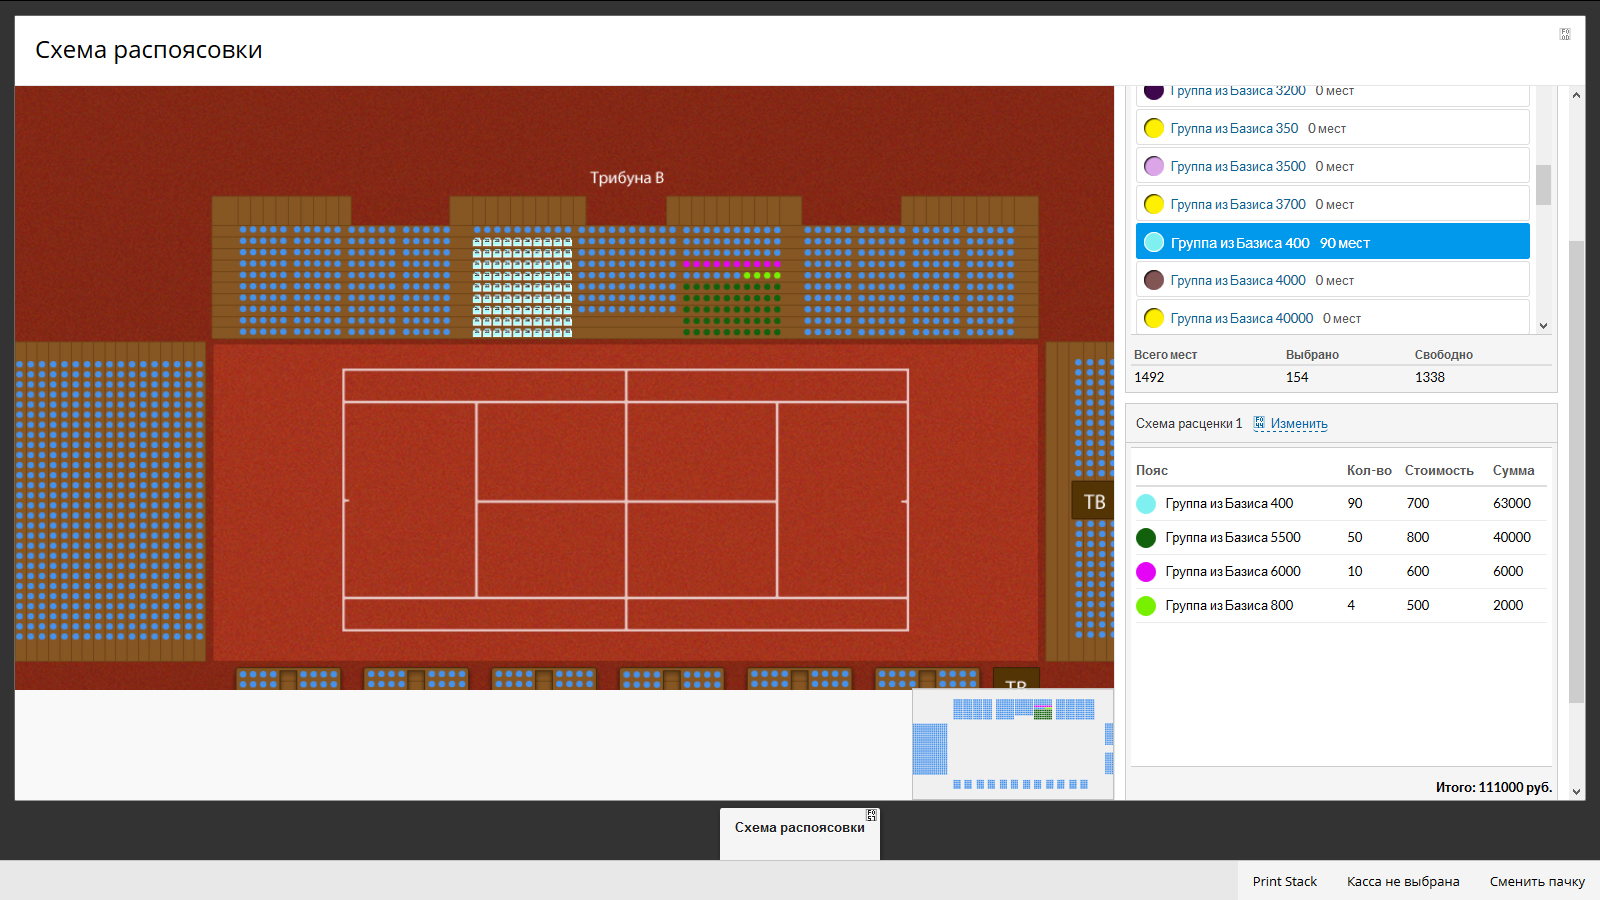 Схема распоясовки
Трибуна В
ТВ
ТВ
Группа из Базиса 3200 0 мест
Группа из Базиса 350 0 мест
Группа из Базиса 3500 0 мест
Группа из Базиса 3700 0 мест
Группа из Базиса 400 90 мест
Группа из Базиса 4000 0 мест
Группа из Базиса 40000 0 мест
Всего мест Выбрано Свободно
1492 154 1338
Схема расценки 1 Изменить
Пояс Кол-во Стоимость Сумма
Группа из Базиса 400 90 700 63000
Группа из Базиса 5500 50 800 40000
Группа из Базиса 6000 10 600 6000
Группа из Базиса 800 4 500 2000
Итого: 111000 руб.
Схема распоясовки
Print Stack Касса не выбрана Сменить пачку